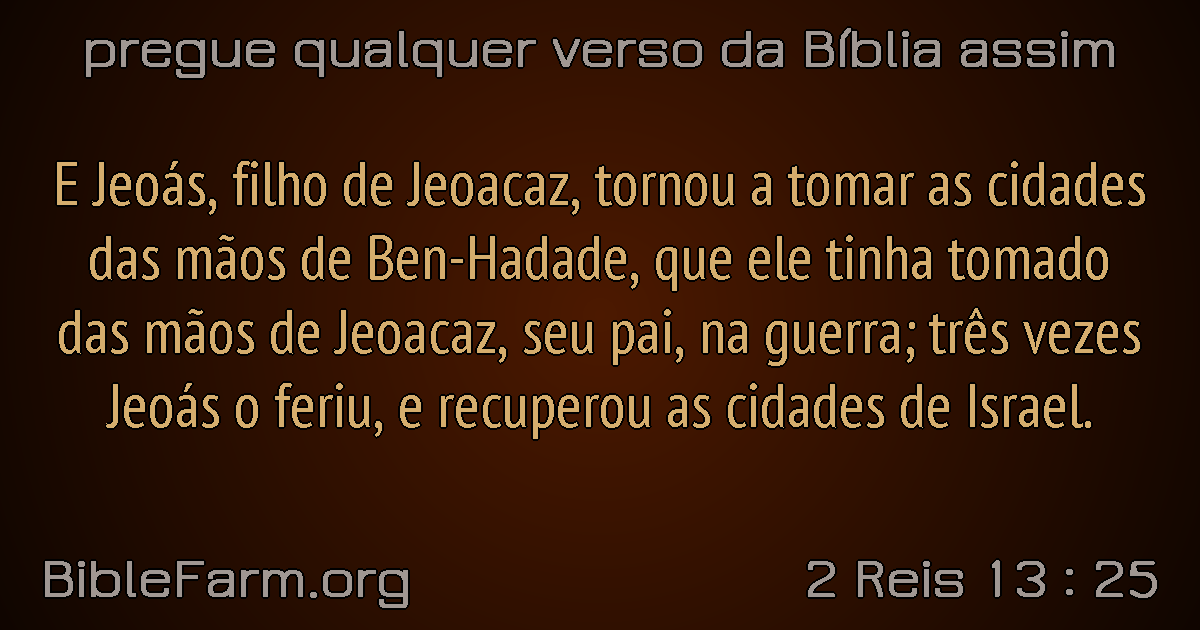 pregue qualquer verso da Bíblia assim
E Jeoás, filho de Jeoacaz, tornou a tomar as cidades
das mãos de Ben-Hadade, que ele tinha tomado
das mãos de Jeoacaz, seu pai, na guerra; três vezes
Jeoás o feriu, e recuperou as cidades de Israel.
BibleFarm.org
2 Reis 13 : 25